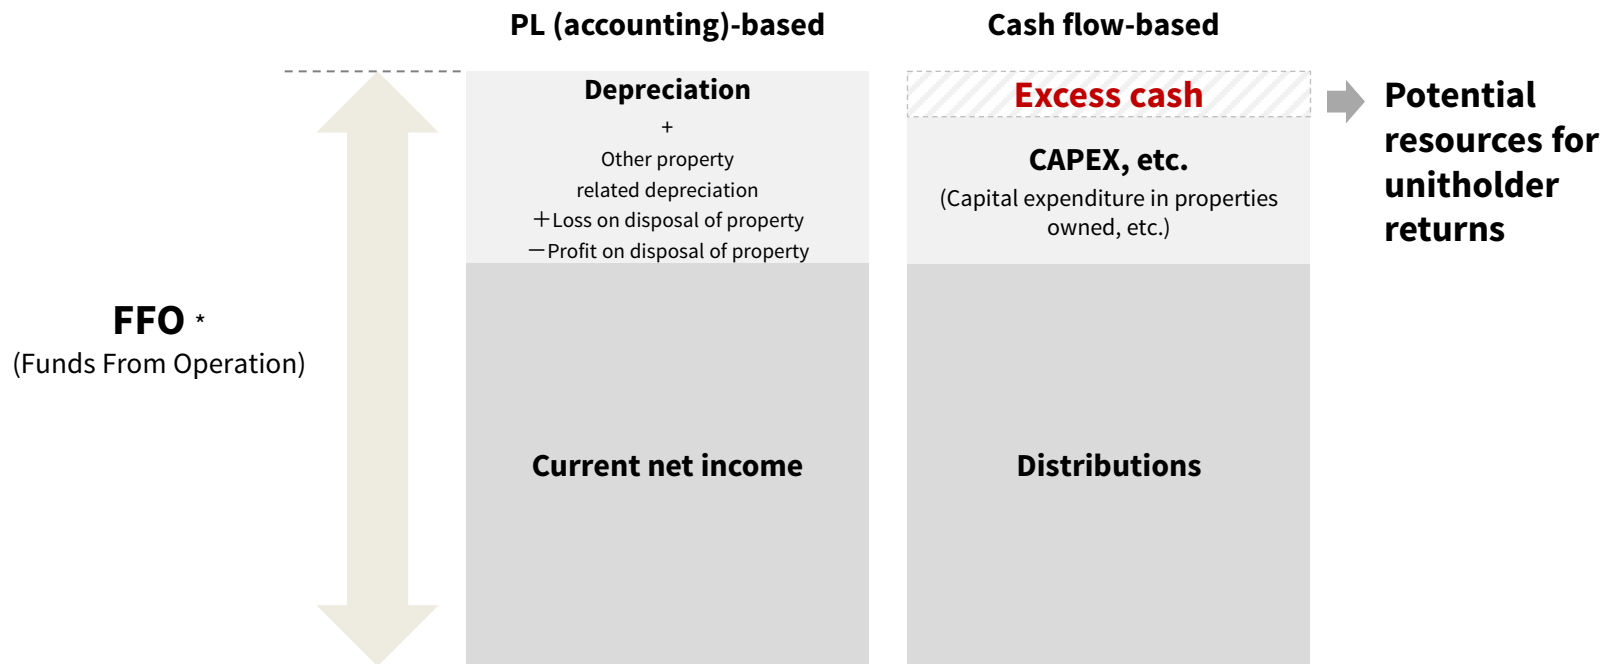 PL (accounting)-based
Cash flow-based
Depreciation
+
Other property
related depreciation
＋Loss on disposal of property
－Profit on disposal of property
Excess cash
CAPEX, etc.
(Capital expenditure in properties
owned, etc.)
Potential
resources for
unitholder
returns
FFO *
(Funds From Operation)
Current net income
Distributions